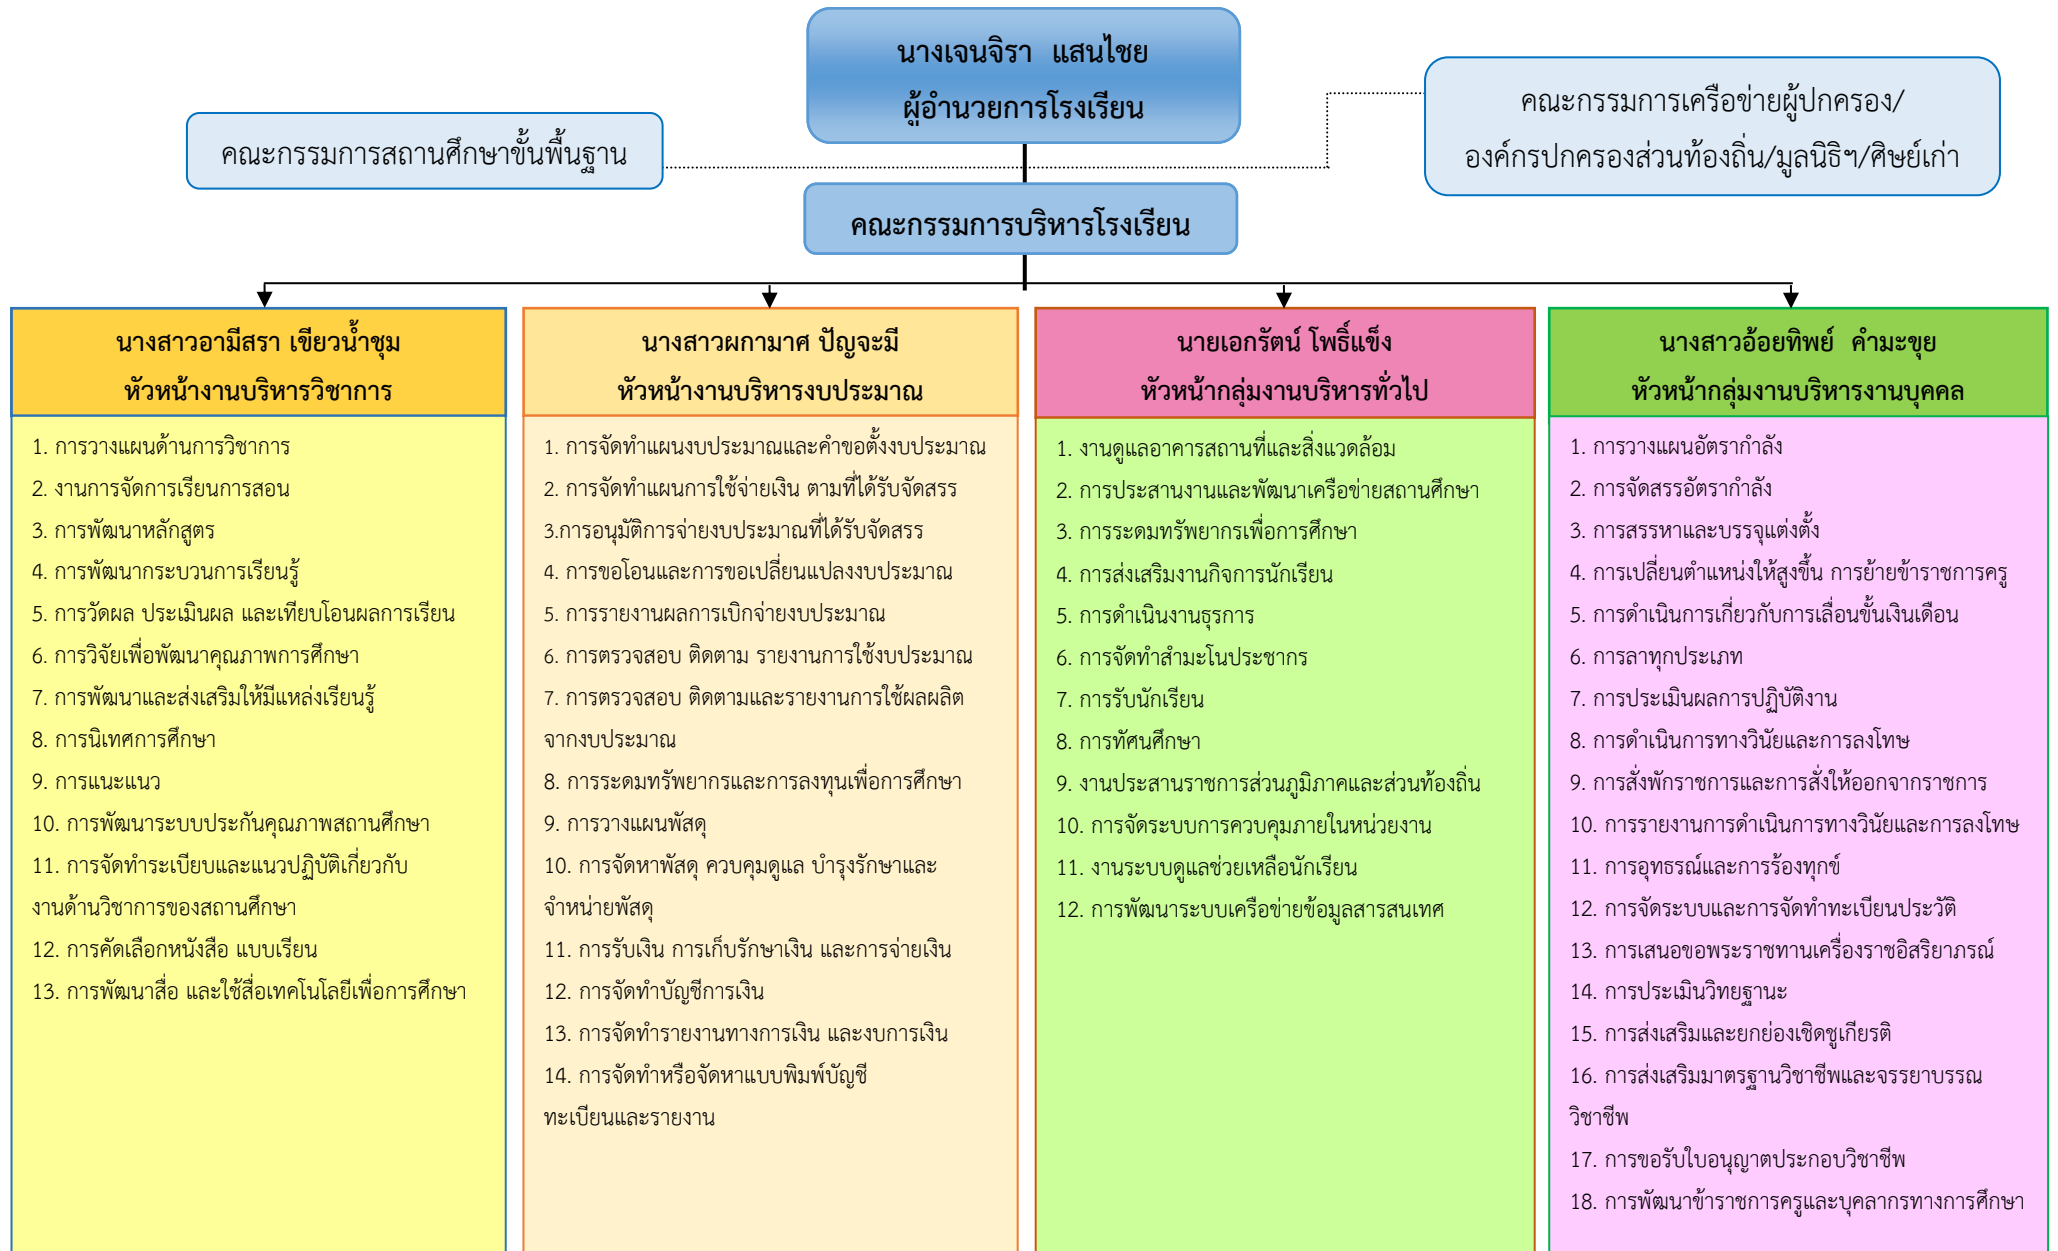 นางเจนจิรา  แสนไชย
ผู้อำนวยการโรงเรียน
คณะกรรมการสถานศึกษาขั้นพื้นฐาน
คณะกรรมการเครือข่ายผู้ปกครอง/
องค์กรปกครองส่วนท้องถิ่น/มูลนิธิฯ/ศิษย์เก่า
คณะกรรมการบริหารโรงเรียน
นางสาวอามีสรา เขียวน้ำชุม
หัวหน้างานบริหารวิชาการ
1. การวางแผนด้านการวิชาการ
2. งานการจัดการเรียนการสอน
3. การพัฒนาหลักสูตร
4. การพัฒนากระบวนการเรียนรู้
5. การวัดผล ประเมินผล และเทียบโอนผลการเรียน
6. การวิจัยเพื่อพัฒนาคุณภาพการศึกษา
7. การพัฒนาและส่งเสริมให้มีแหล่งเรียนรู้
8. การนิเทศการศึกษา
9. การแนะแนว
10. การพัฒนาระบบประกันคุณภาพสถานศึกษา
11. การจัดทำระเบียบและแนวปฏิบัติเกี่ยวกับ
งานด้านวิชาการของสถานศึกษา
12. การคัดเลือกหนังสือ แบบเรียน
13. การพัฒนาสื่อ และใช้สื่อเทคโนโลยีเพื่อการศึกษา
นางสาวผกามาศ ปัญจะมี
หัวหน้างานบริหารงบประมาณ
1. การจัดทำแผนงบประมาณและคำขอตั้งงบประมาณ
2. การจัดทำแผนการใช้จ่ายเงิน ตามที่ได้รับจัดสรร
3.การอนุมัติการจ่ายงบประมาณที่ได้รับจัดสรร
4. การขอโอนและการขอเปลี่ยนแปลงงบประมาณ
5. การรายงานผลการเบิกจ่ายงบประมาณ
6. การตรวจสอบ ติดตาม รายงานการใช้งบประมาณ
7. การตรวจสอบ ติดตามและรายงานการใช้ผลผลิต
จากงบประมาณ
8. การระดมทรัพยากรและการลงทุนเพื่อการศึกษา
9. การวางแผนพัสดุ
10. การจัดหาพัสดุ ควบคุมดูแล บำรุงรักษาและ
จำหน่ายพัสดุ
11. การรับเงิน การเก็บรักษาเงิน และการจ่ายเงิน
12. การจัดทำบัญชีการเงิน
13. การจัดทำรายงานทางการเงิน และงบการเงิน
14. การจัดทำหรือจัดหาแบบพิมพ์บัญชี
ทะเบียนและรายงาน
นายเอกรัตน์ โพธิ์แข็ง
หัวหน้ากลุ่มงานบริหารทั่วไป
1. งานดูแลอาคารสถานที่และสิ่งแวดล้อม
2. การประสานงานและพัฒนาเครือข่ายสถานศึกษา
3. การระดมทรัพยากรเพื่อการศึกษา
4. การส่งเสริมงานกิจการนักเรียน
5. การดำเนินงานธุรการ
6. การจัดทำสำมะโนประชากร
7. การรับนักเรียน
8. การทัศนศึกษา
9. งานประสานราชการส่วนภูมิภาคและส่วนท้องถิ่น
10. การจัดระบบการควบคุมภายในหน่วยงาน
11. งานระบบดูแลช่วยเหลือนักเรียน
12. การพัฒนาระบบเครือข่ายข้อมูลสารสนเทศ
นางสาวอ้อยทิพย์  คำมะขุย
หัวหน้ากลุ่มงานบริหารงานบุคคล
1. การวางแผนอัตรากำลัง
2. การจัดสรรอัตรากำลัง
3. การสรรหาและบรรจุแต่งตั้ง
4. การเปลี่ยนตำแหน่งให้สูงขึ้น การย้ายข้าราชการครู
5. การดำเนินการเกี่ยวกับการเลื่อนขั้นเงินเดือน
6. การลาทุกประเภท
7. การประเมินผลการปฏิบัติงาน
8. การดำเนินการทางวินัยและการลงโทษ
9. การสั่งพักราชการและการสั่งให้ออกจากราชการ
10. การรายงานการดำเนินการทางวินัยและการลงโทษ
11. การอุทธรณ์และการร้องทุกข์
12. การจัดระบบและการจัดทำทะเบียนประวัติ
13. การเสนอขอพระราชทานเครื่องราชอิสริยาภรณ์
14. การประเมินวิทยฐานะ
15. การส่งเสริมและยกย่องเชิดชูเกียรติ
16. การส่งเสริมมาตรฐานวิชาชีพและจรรยาบรรณ
วิชาชีพ
17. การขอรับใบอนุญาตประกอบวิชาชีพ
18. การพัฒนาข้าราชการครูและบุคลากรทางการศึกษา